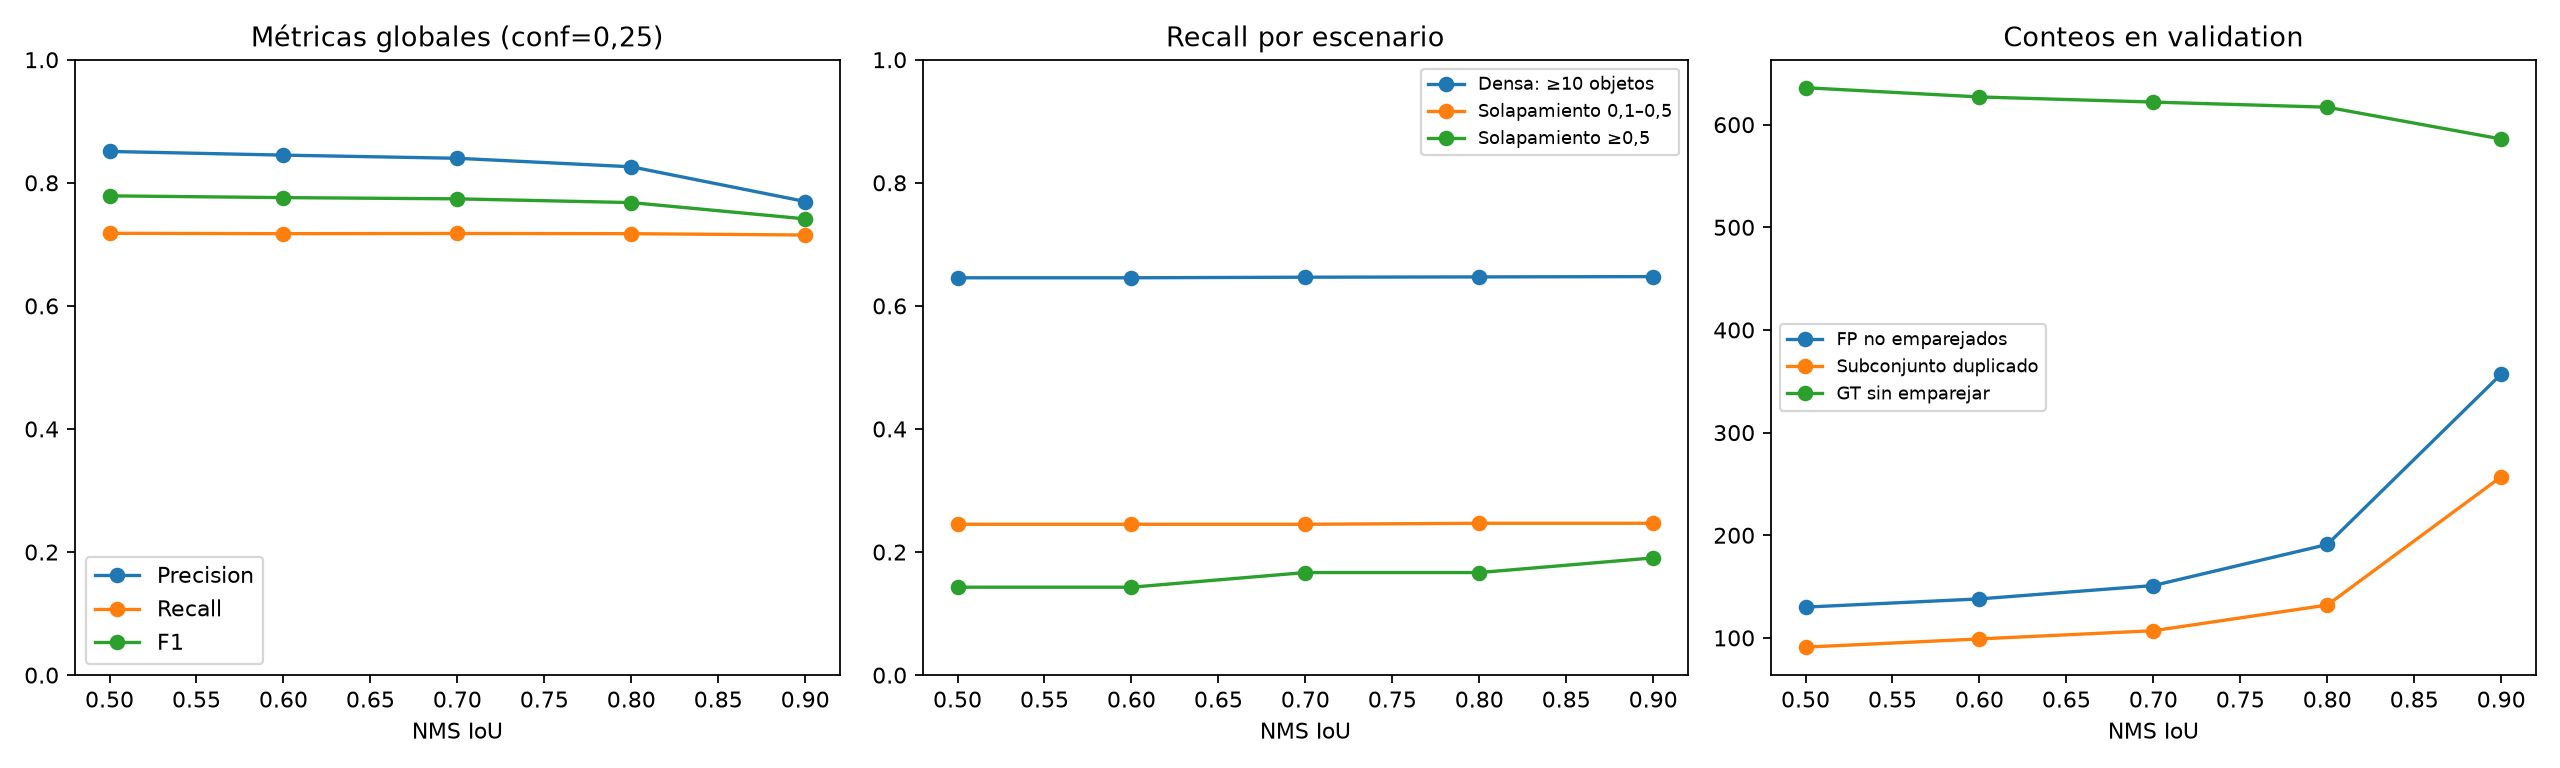 Métricas globales (conf=0,25)
1.0
0.8
0.6
0.4
0.2
0.0
Precision
Recall
F1
0.50 0.55 0.60 0.65 0.70 0.75 0.80 0.85 0.90
NMS IoU
Recall por escenario
1.0
0.8
0.6
0.4
0.2
0.0
Densa: ≥10 objetos
Solapamiento 0,1–0,5
Solapamiento ≥0,5
0.50 0.55 0.60 0.65 0.70 0.75 0.80 0.85 0.90
NMS IoU
Conteos en validation
600
500
400
300
200
100
FP no emparejados
Subconjunto duplicado
GT sin emparejar
0.50 0.55 0.60 0.65 0.70 0.75 0.80 0.85 0.90
NMS IoU